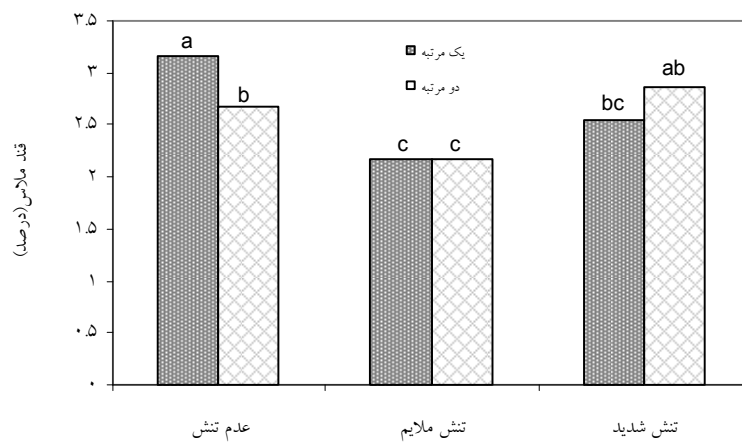 قند ملاس(درصد)
۳.۵
۳
۲.۵
۲
۱.۵
۱
۰.۵
۰
یک مرتبه
دو مرتبه
a
b
c
c
bc
ab
عدم تنش
تنش ملایم
تنش شدید